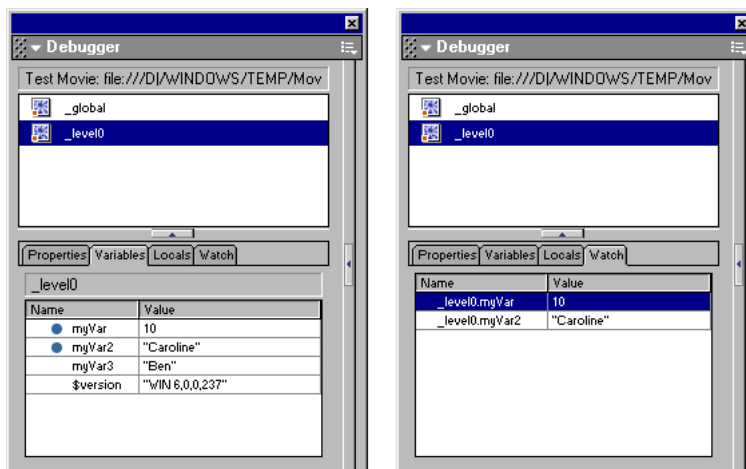 Debugger
Test Movie: file:///D|/WINDOWS/TEMP/Mov
_global
_level0
Properties Variables Locals Watch
_level0
Name Value
myVar 10
myVar2 "Caroline"
myVar3 "Ben"
$version "WIN 6,0,0,237"
Debugger
Test Movie: file:///D|/WINDOWS/TEMP/Mov
_global
_level0
Properties Variables Locals Watch
Name Value
_level0.myVar 10
_level0.myVar2 "Caroline"